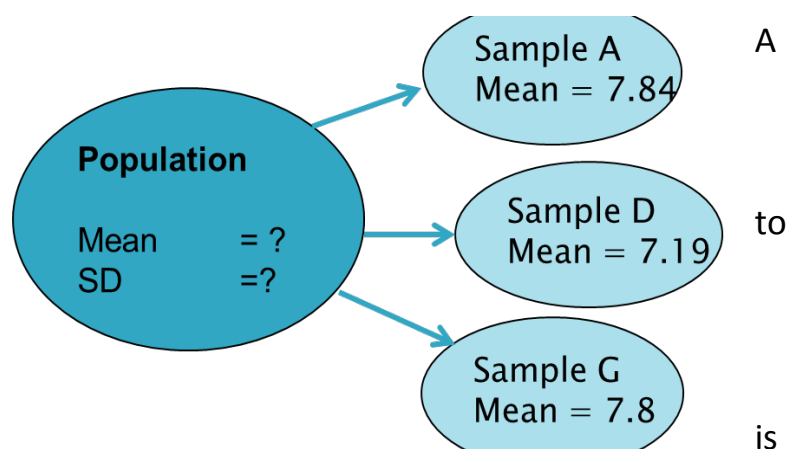 Population
Mean = ?
SD =?
Sample A
Mean = 7.84
Sample D
Mean = 7.19
Sample G
Mean = 7.8
A
to
is